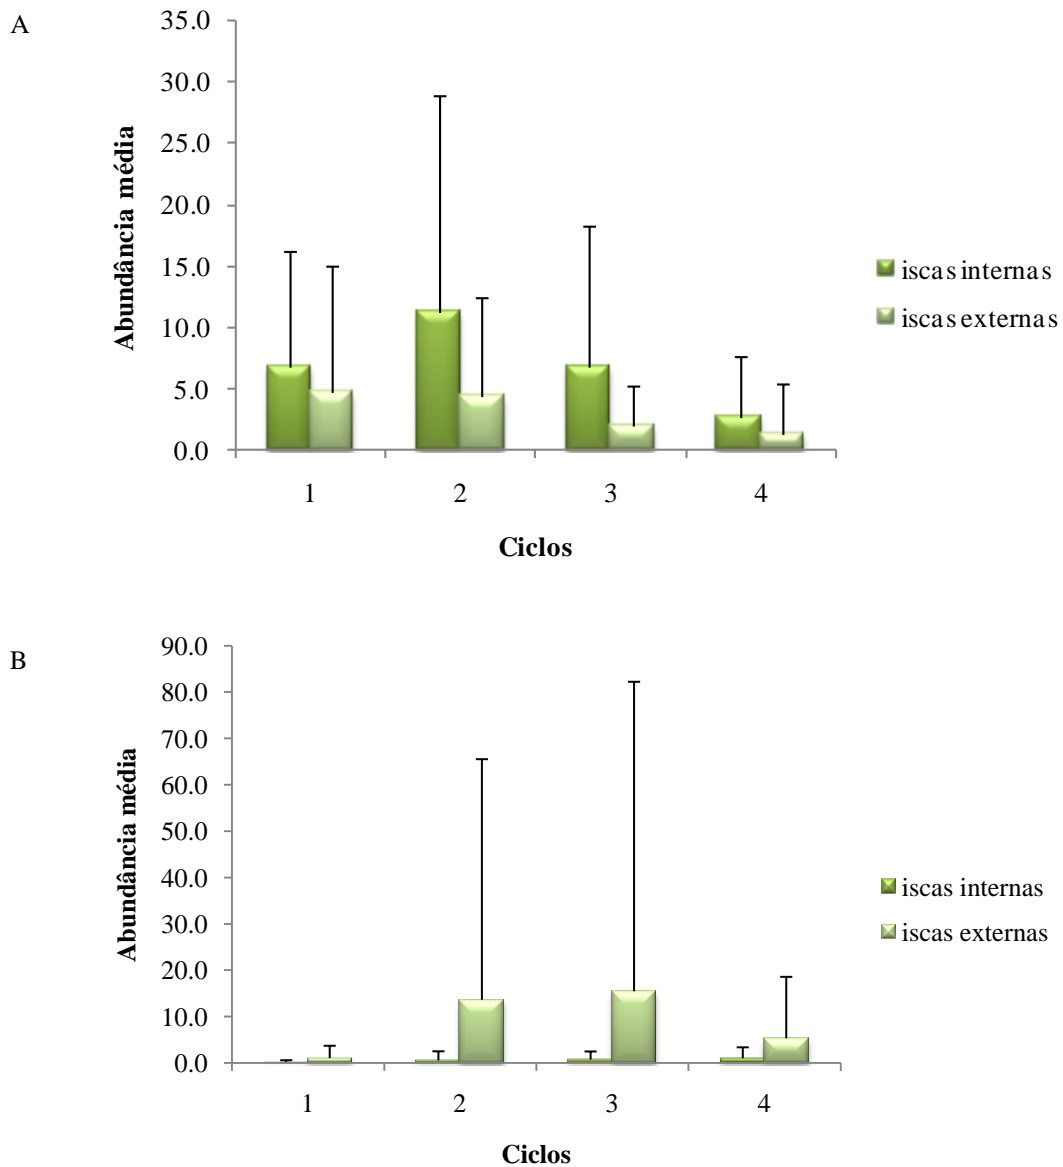 A
35.0
30.0
25.0
20.0
15.0
10.0
5.0
0.0
Abundância média
1 2 3 4
Ciclos
iscas internas
iscas externas
B
90.0
80.0
70.0
60.0
50.0
40.0
30.0
20.0
10.0
0.0
Abundância média
1 2 3 4
Ciclos
iscas internas
iscas externas